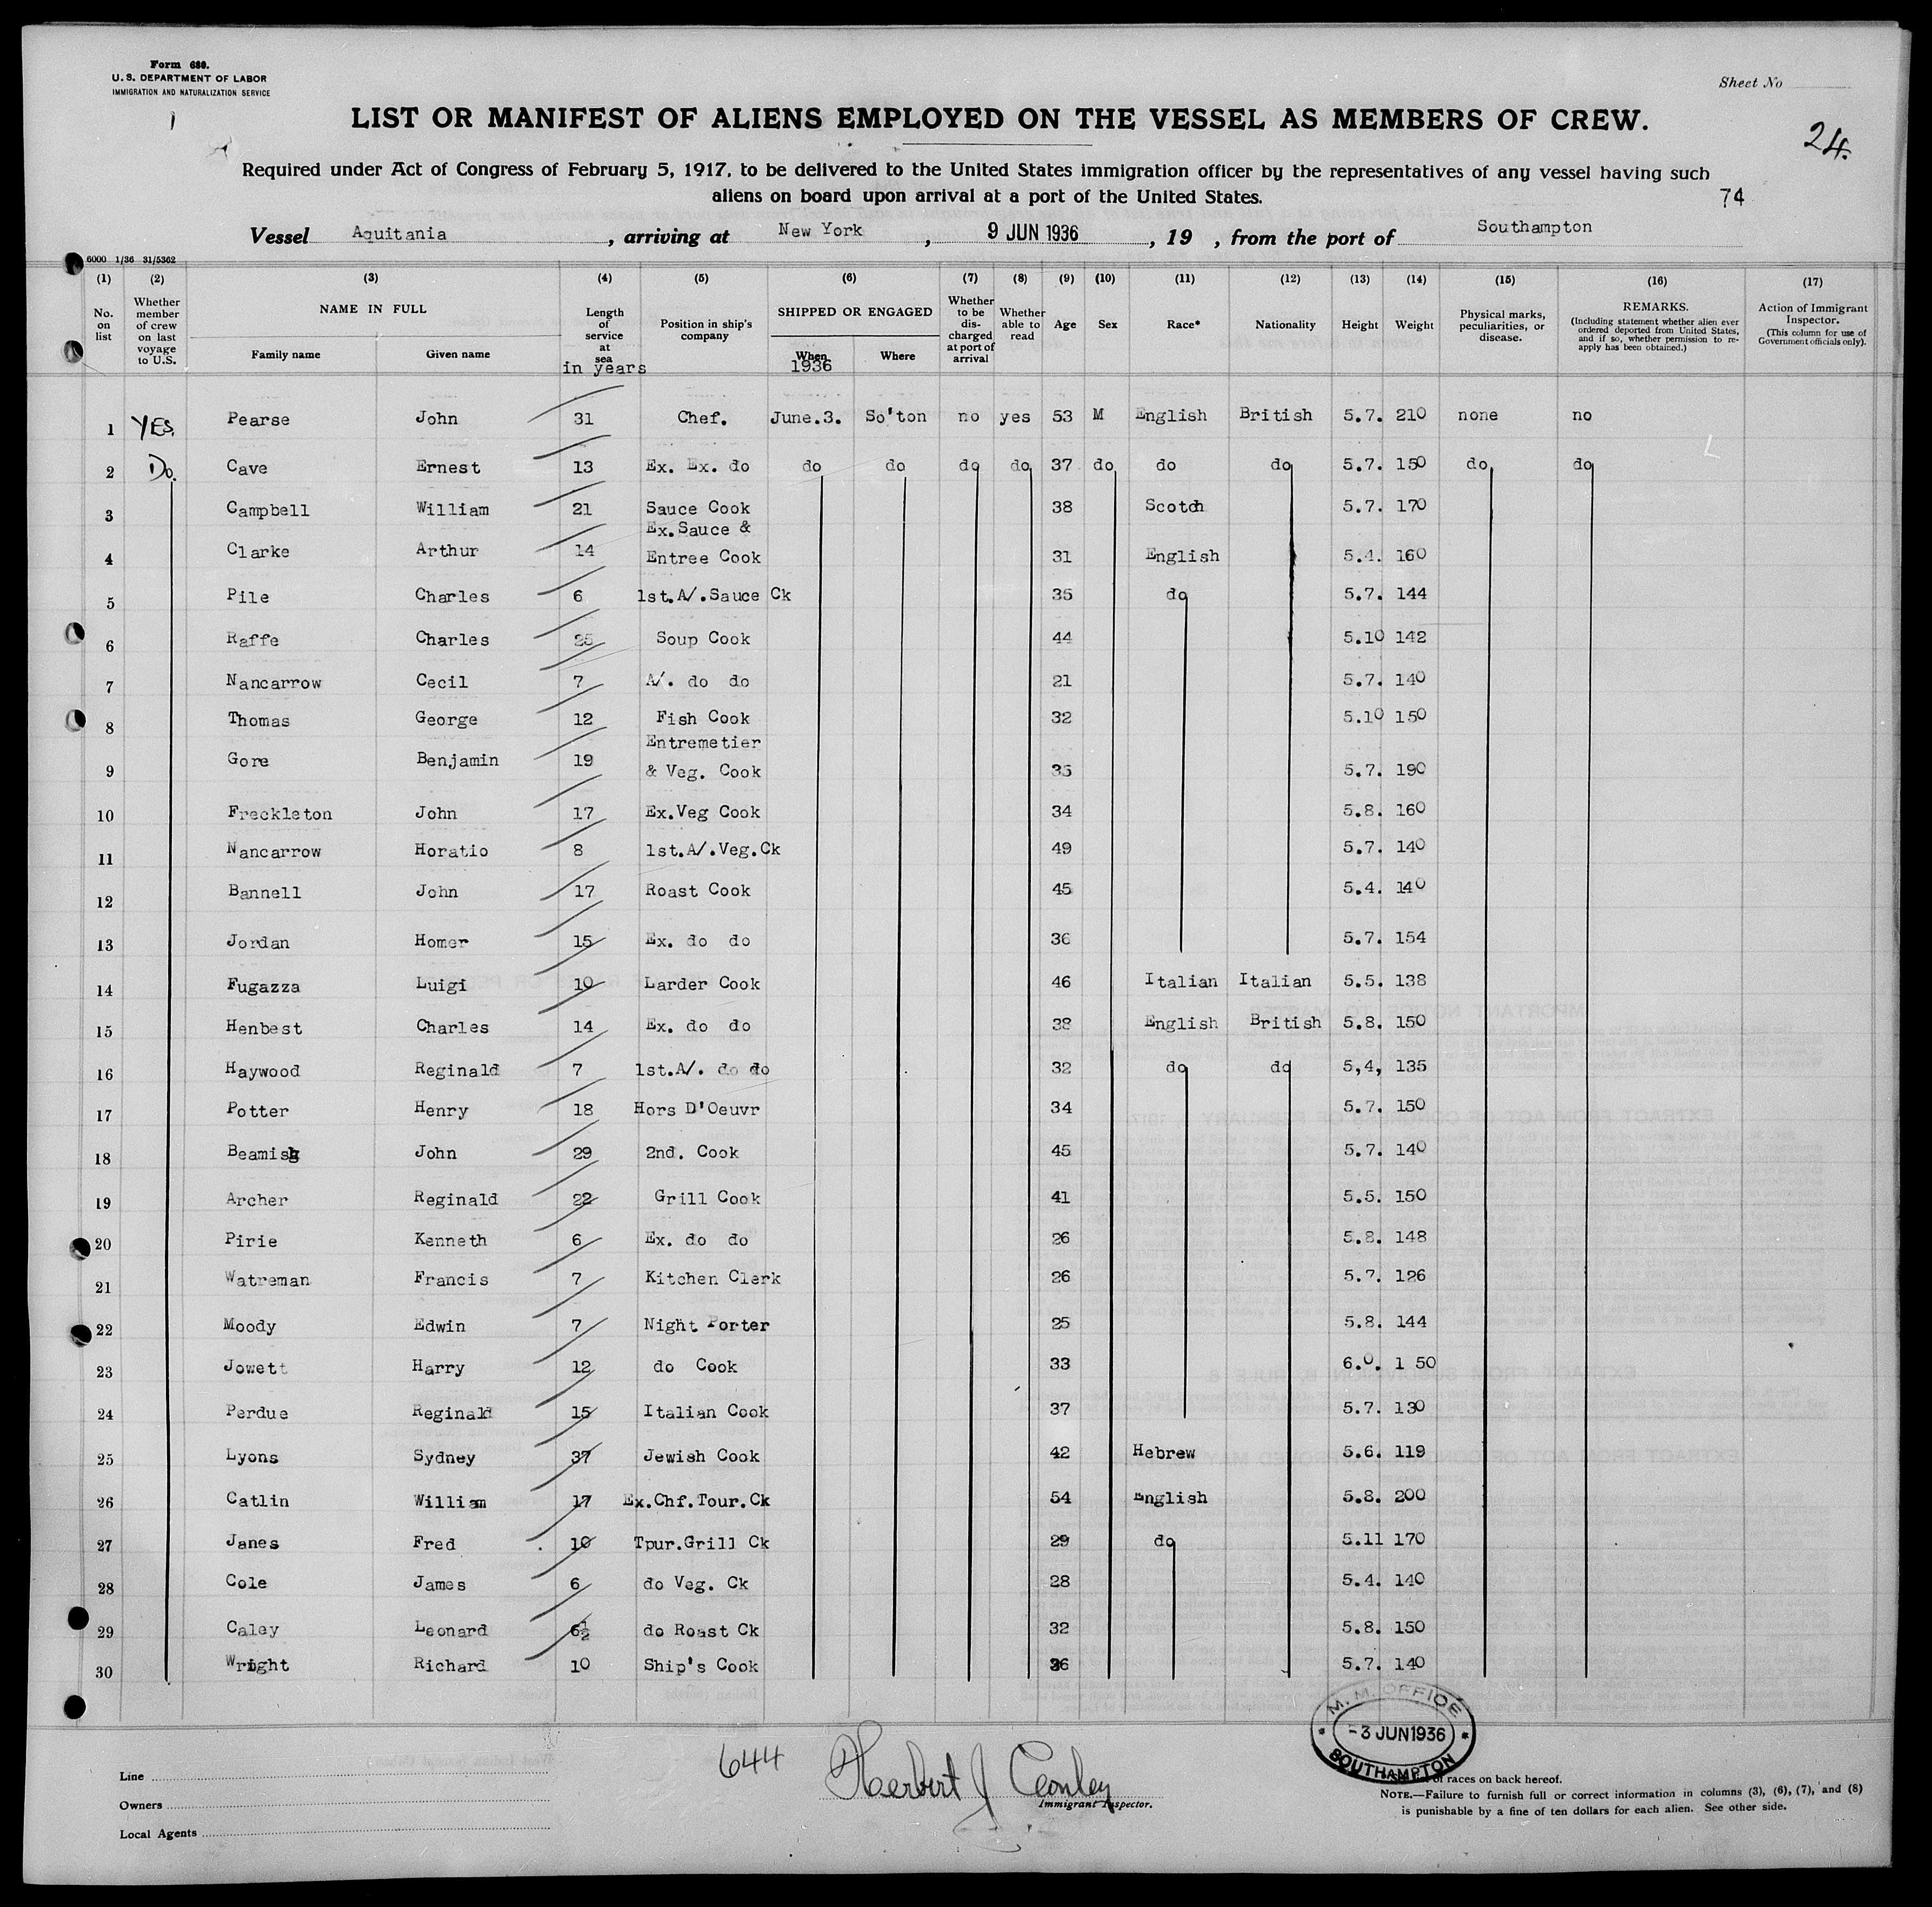 Form 680.
U. S. DEPARTMENT OF LABOR
IMMIGRATION AND NATURALIZATION SERVICE
Sheet No
LIST OR MANIFEST OF ALIENS EMPLOYED ON THE VESSEL AS MEMBERS OF CREW.
24.
Required under Act of Congress of February 5, 1917, to be delivered to the United States immigration officer by the representatives of any vessel having such
aliens on board upon arrival at a port of the United States.
74
Vessel Aquitania, arriving at New York, 9 JUN 1936, 19 , from the port of Southampton
6000 1/36 31/5362
(1) (2) (3) (4) (5) (6) (7) (8) (9) (10) (11) (12) (13) (14) (15) (16) (17)
No. on list
Whether member of crew on last voyage to U.S.
NAME IN FULL
Family name
Given name
Length of service at sea
in years
Position in ship's company
SHIPPED OR ENGAGED
When
1936
Where
Whether to be discharged at port of arrival
Whether able to read
Age
Sex
Race*
Nationality
Height
Weight
Physical marks, peculiarities, or disease.
REMARKS.
(Including statement whether alien ever ordered deported from United States, and if so, whether permission to reapply has been obtained.)
Action of Immigrant Inspector.
(This column for use of Government officials only).
1 YES. Pearse John 31 Chef. June.3. So'ton no yes 53 M English British 5.7. 210 none no
2 Do. Cave Ernest 13 Ex. Ex. do do do do do 37 do do do 5.7. 150 do do
3 Campbell William 21 Sauce Cook 38 Scotch 5.7. 170
4 Clarke Arthur 14 Ex.Sauce & Entree Cook 31 English 5.4. 160
5 Pile Charles 6 1st.A/.Sauce Ck 35 do 5.7. 144
6 Raffe Charles 25 Soup Cook 44 5.10 142
7 Nancarrow Cecil 7 A/. do do 21 5.7. 140
8 Thomas George 12 Fish Cook 32 5.10 150
9 Gore Benjamin 19 Entremetier & Veg. Cook 35 5.7. 190
10 Freckleton John 17 Ex.Veg Cook 34 5.8. 160
11 Nancarrow Horatio 8 1st.A/.Veg.Ck 49 5.7. 140
12 Bannell John 17 Roast Cook 45 5.4. 140
13 Jordan Homer 15 Ex. do do 36 5.7. 154
14 Fugazza Luigi 10 Larder Cook 46 Italian Italian 5.5. 138
15 Henbest Charles 14 Ex. do do 38 English British 5.8. 150
16 Haywood Reginald 7 1st.A/. do do 32 do do 5,4, 135
17 Potter Henry 18 Hors D'Oeuvr 34 5.7. 150
18 Beamish John 29 2nd. Cook 45 5.7. 140
19 Archer Reginald 22 Grill Cook 41 5.5. 150
20 Pirie Kenneth 6 Ex. do do 26 5.8. 148
21 Watreman Francis 7 Kitchen Clerk 26 5.7. 126
22 Moody Edwin 7 Night Porter 25 5.8. 144
23 Jowett Harry 12 do Cook 33 6.0. 1 50
24 Perdue Reginald 15 Italian Cook 37 5.7. 130
25 Lyons Sydney 37 Jewish Cook 42 Hebrew 5.6. 119
26 Catlin William 17 Ex.Chf.Tour.Ck 54 English 5.8. 200
27 Janes Fred 10 Tpur.Grill Ck 29 do 5.11 170
28 Cole James 6 do Veg. Ck 28 5.4. 140
29 Caley Leonard 6½ do Roast Ck 32 5.8. 150
30 Wright Richard 10 Ship's Cook 36 5.7. 140
M. M. OFFICE
-3 JUN 1936
SOUTHAMPTON
644 Herbert J Conley
Immigrant Inspector.
Line
Owners
Local Agents
of races on back hereof.
NOTE.—Failure to furnish full or correct information in columns (3), (6), (7), and (8)
is punishable by a fine of ten dollars for each alien. See other side.